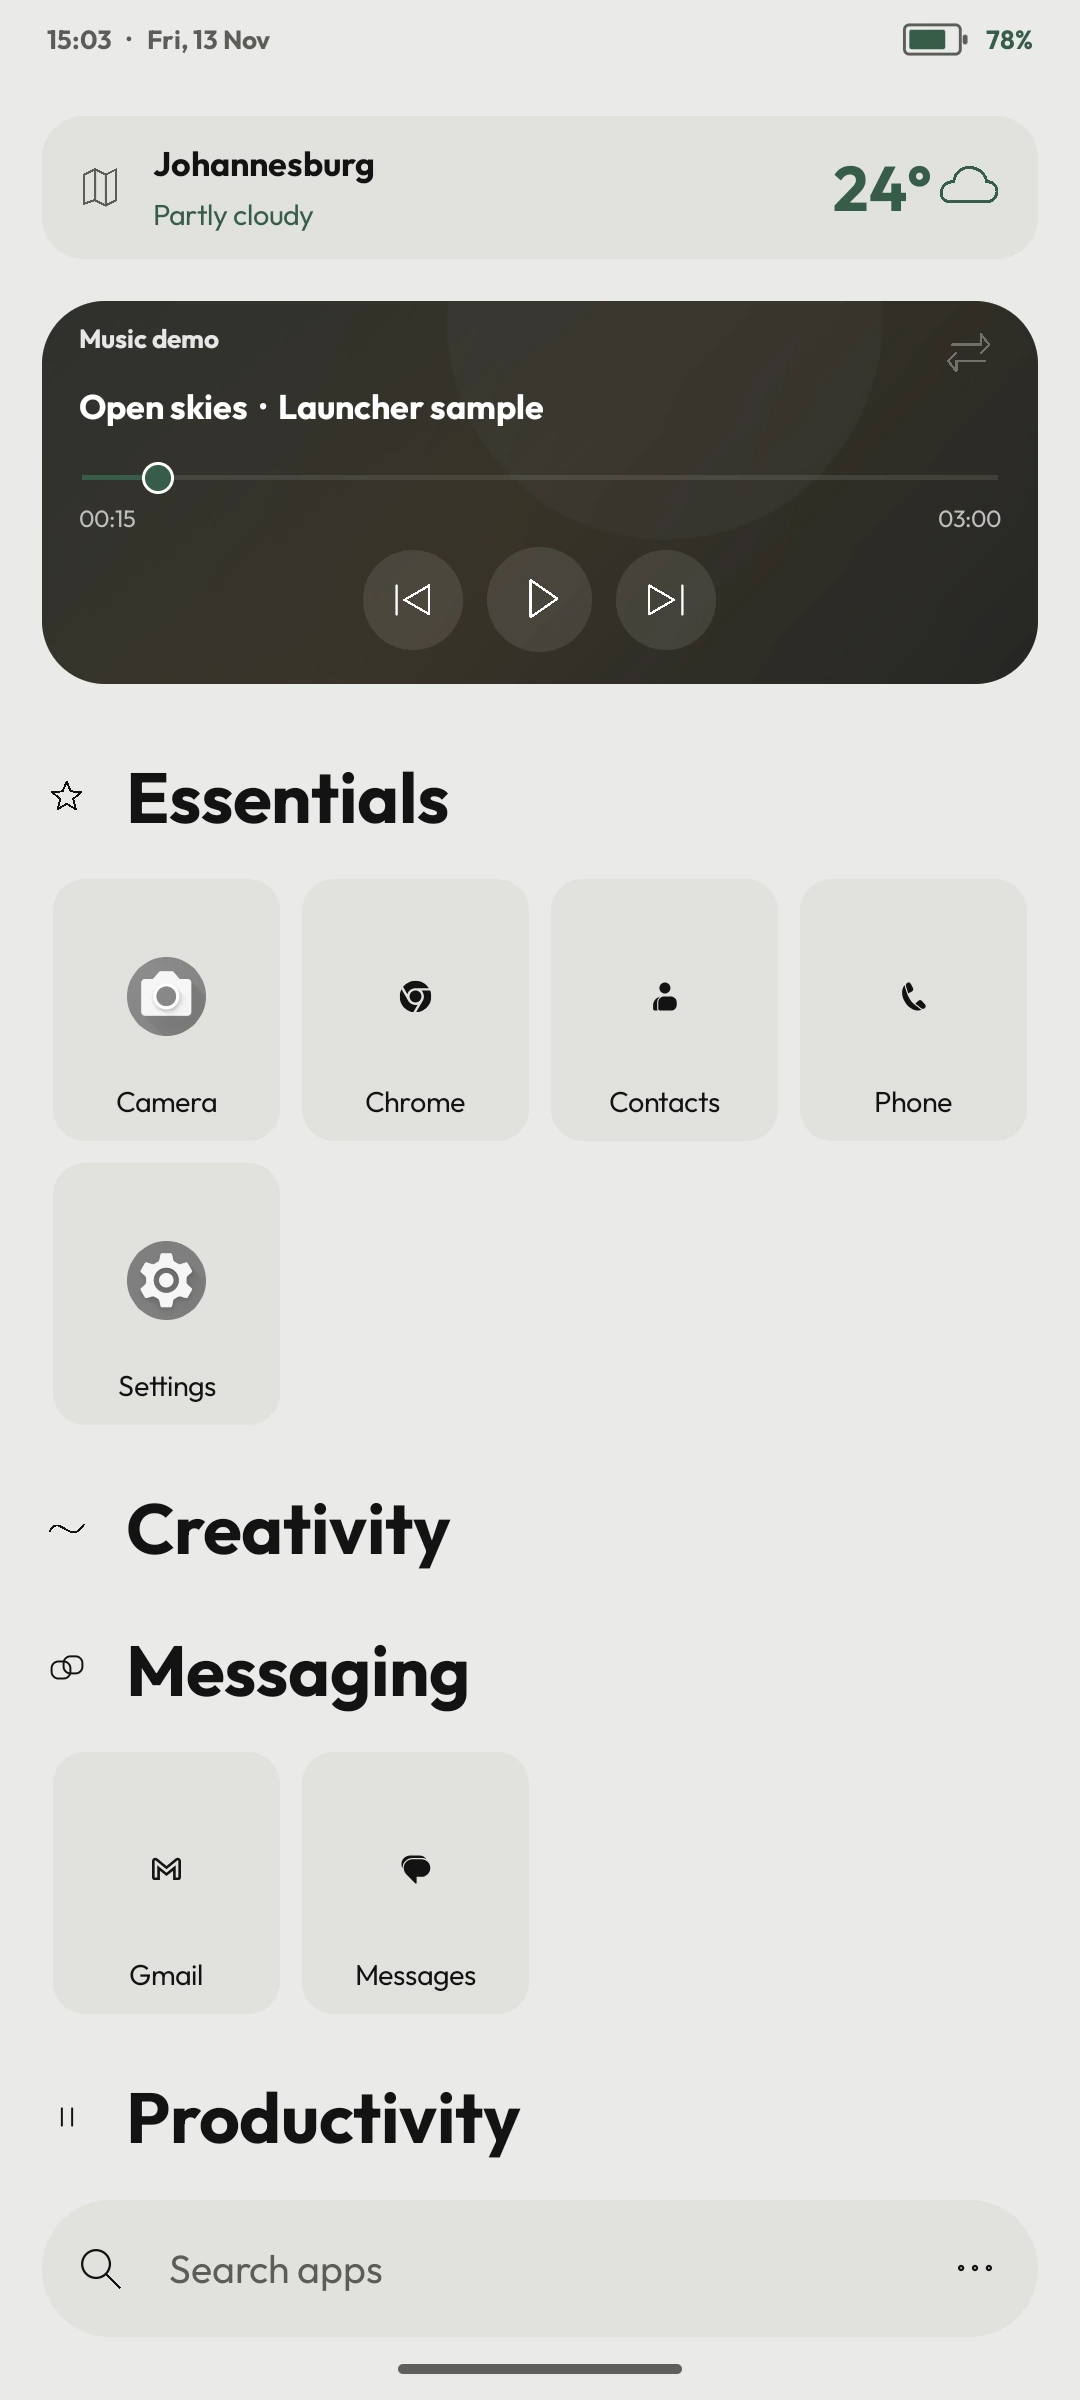 15:03 · Fri, 13 Nov
78%
Johannesburg
Partly cloudy
24°
Music demo
Open skies · Launcher sample
00:15
03:00
Essentials
Camera
Chrome
Contacts
Phone
Settings
Creativity
Messaging
Gmail
Messages
Productivity
Search apps